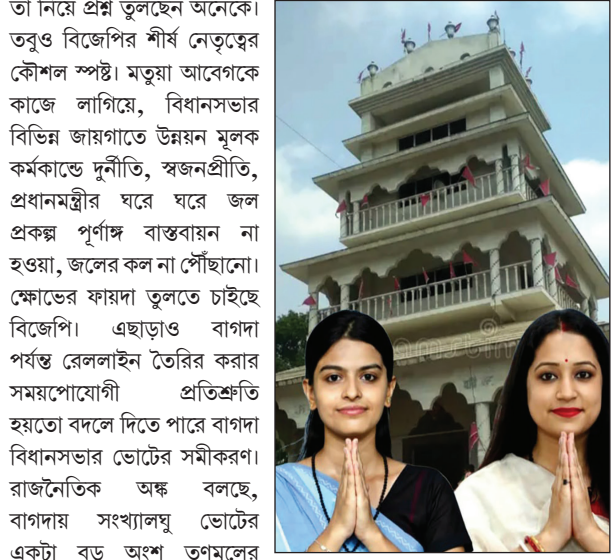 তা নিয়ে প্রশ্ন তুলছেন অনেকে।
তবুও বিজেপির শীর্ষ নেতৃত্বের
কৌশল স্পষ্ট। মতুয়া আবেগকে
কাজে লাগিয়ে, বিধানসভার
বিভিন্ন জায়গাতে উন্নয়ন মূলক
কর্মকান্ডে দুর্নীতি, স্বজনপ্রীতি,
প্রধানমন্ত্রীর ঘরে ঘরে জল
প্রকল্প পূর্ণাঙ্গ বাস্তবায়ন না
হওয়া, জলের কল না পৌঁছানো।
ক্ষোভের ফায়দা তুলতে চাইছে
বিজেপি। এছাড়াও বাগদা
পর্যন্ত রেললাইন তৈরির করার
সময়পোযোগী প্রতিশ্রুতি
হয়তো বদলে দিতে পারে বাগদা
বিধানসভার ভোটের সমীকরণ।
রাজনৈতিক অঙ্ক বলছে,
বাগদায় সংখ্যালঘু ভোটের
একটা বড় অংশ তৃণমূলের